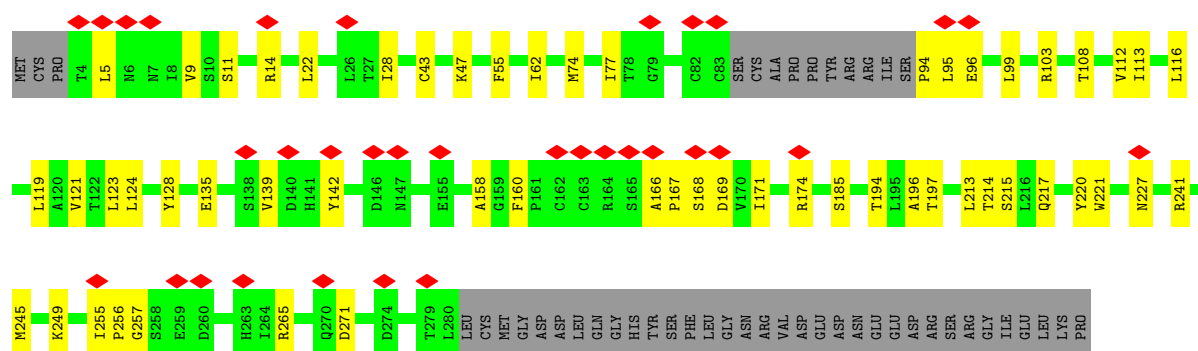 MET CYS PRO T4 L5 N6 N7 I8 V9 S10 S11 R14 L22 L26 T27 I28 C43 K47 F55 I62 M74 I77 T78 G79 C82 C83 SER CYS ALA PRO PRO TYR ARG ARG ILE SER P94 L95 E96 L99 R103 T108 V112 I113 L116
L119 A120 V121 T122 L123 L124 Y128 E135 S138 V139 D140 H141 Y142 D146 N147 E155 A158 G159 F160 P161 C162 C163 R164 S165 A166 P167 S168 D169 V170 I171 R174 S185 T194 L195 A196 T197 L213 T214 S215 L216 Q217 Y220 W221 N227 R241
M245 K249 I255 P256 G257 S258 E259 D260 H263 I264 R265 Q270 D271 D274 T279 L280 LEU CYS MET GLY ASP ASP LEU GLN GLY HIS TYR SER PHE LEU GLY ASN ARG VAL ASP GLU ASP ASN GLU GLU ASP ARG SER ARG GLY ILE GLU LEU LYS PRO